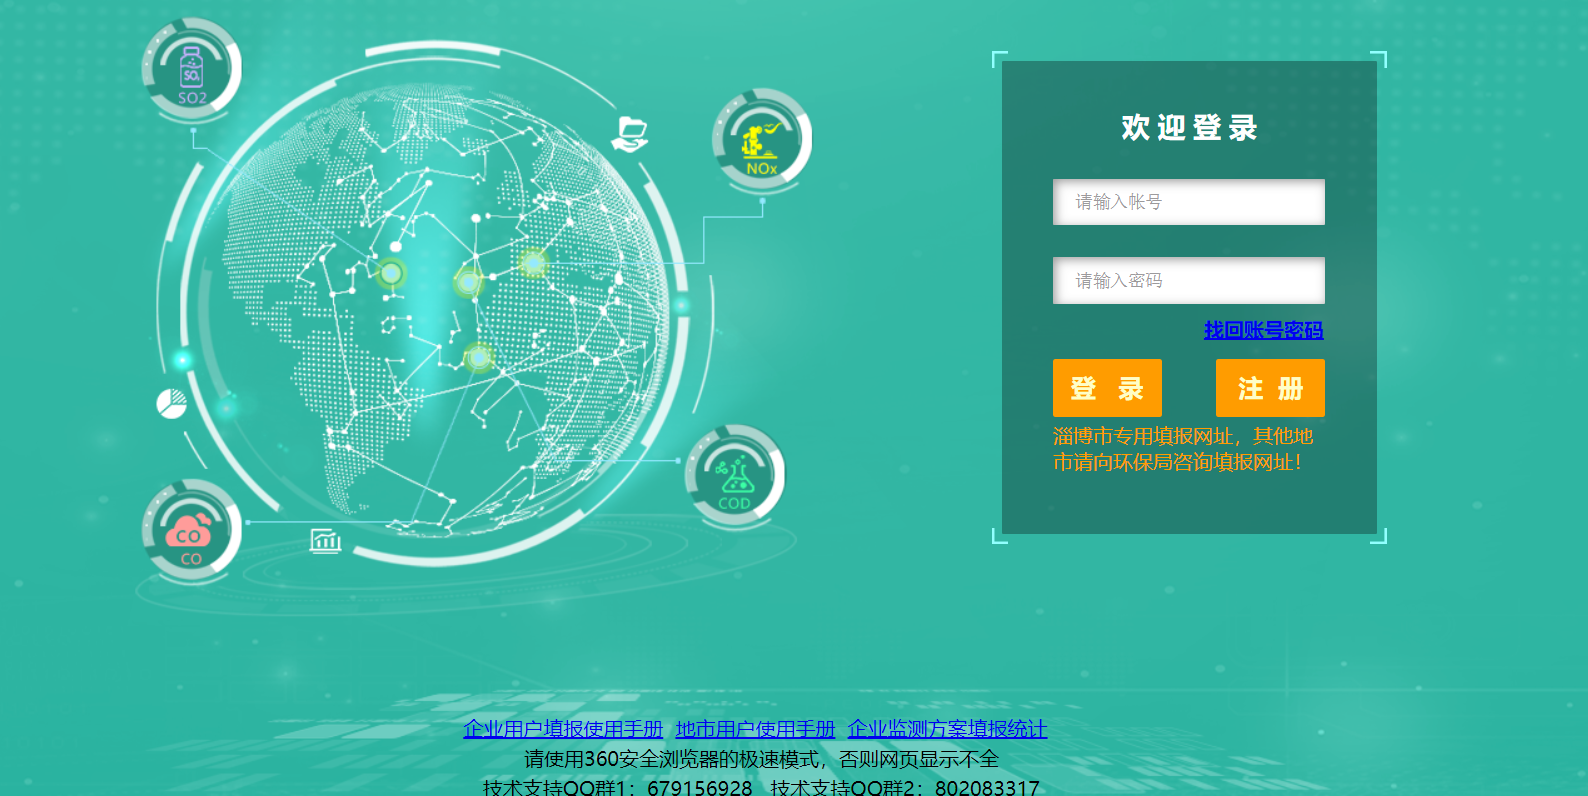 SO2
SO2
NOx
欢迎登录
请输入帐号
请输入密码
找回账号密码
登 录
注 册
淄博市专用填报网址，其他地
市请向环保局咨询填报网址！
COD
CO
CO
企业用户填报使用手册 地市用户使用手册 企业监测方案填报统计
请使用360安全浏览器的极速模式，否则网页显示不全
技术支持QQ群1：679156928 技术支持QQ群2：802083317